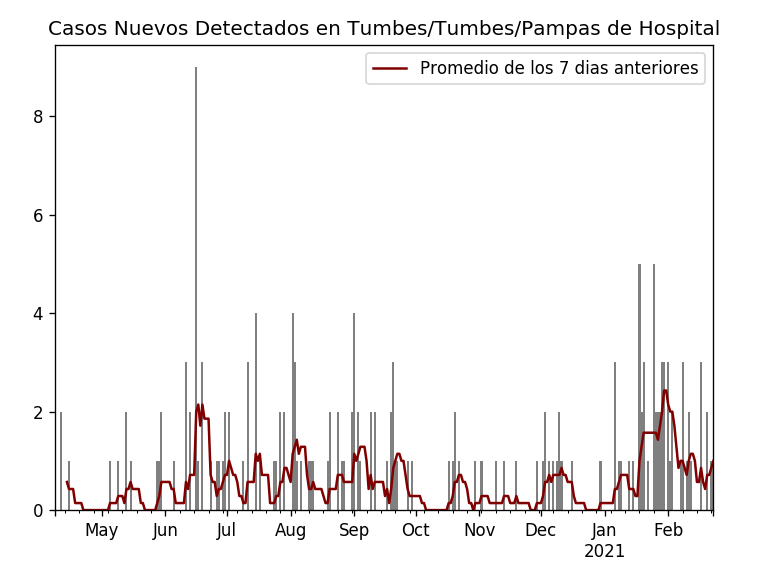 Casos Nuevos Detectados en Tumbes/Tumbes/Pampas de Hospital
Promedio de los 7 dias anteriores
8
6
4
2
0
May Jun Jul Aug Sep Oct Nov Dec Jan Feb
2021